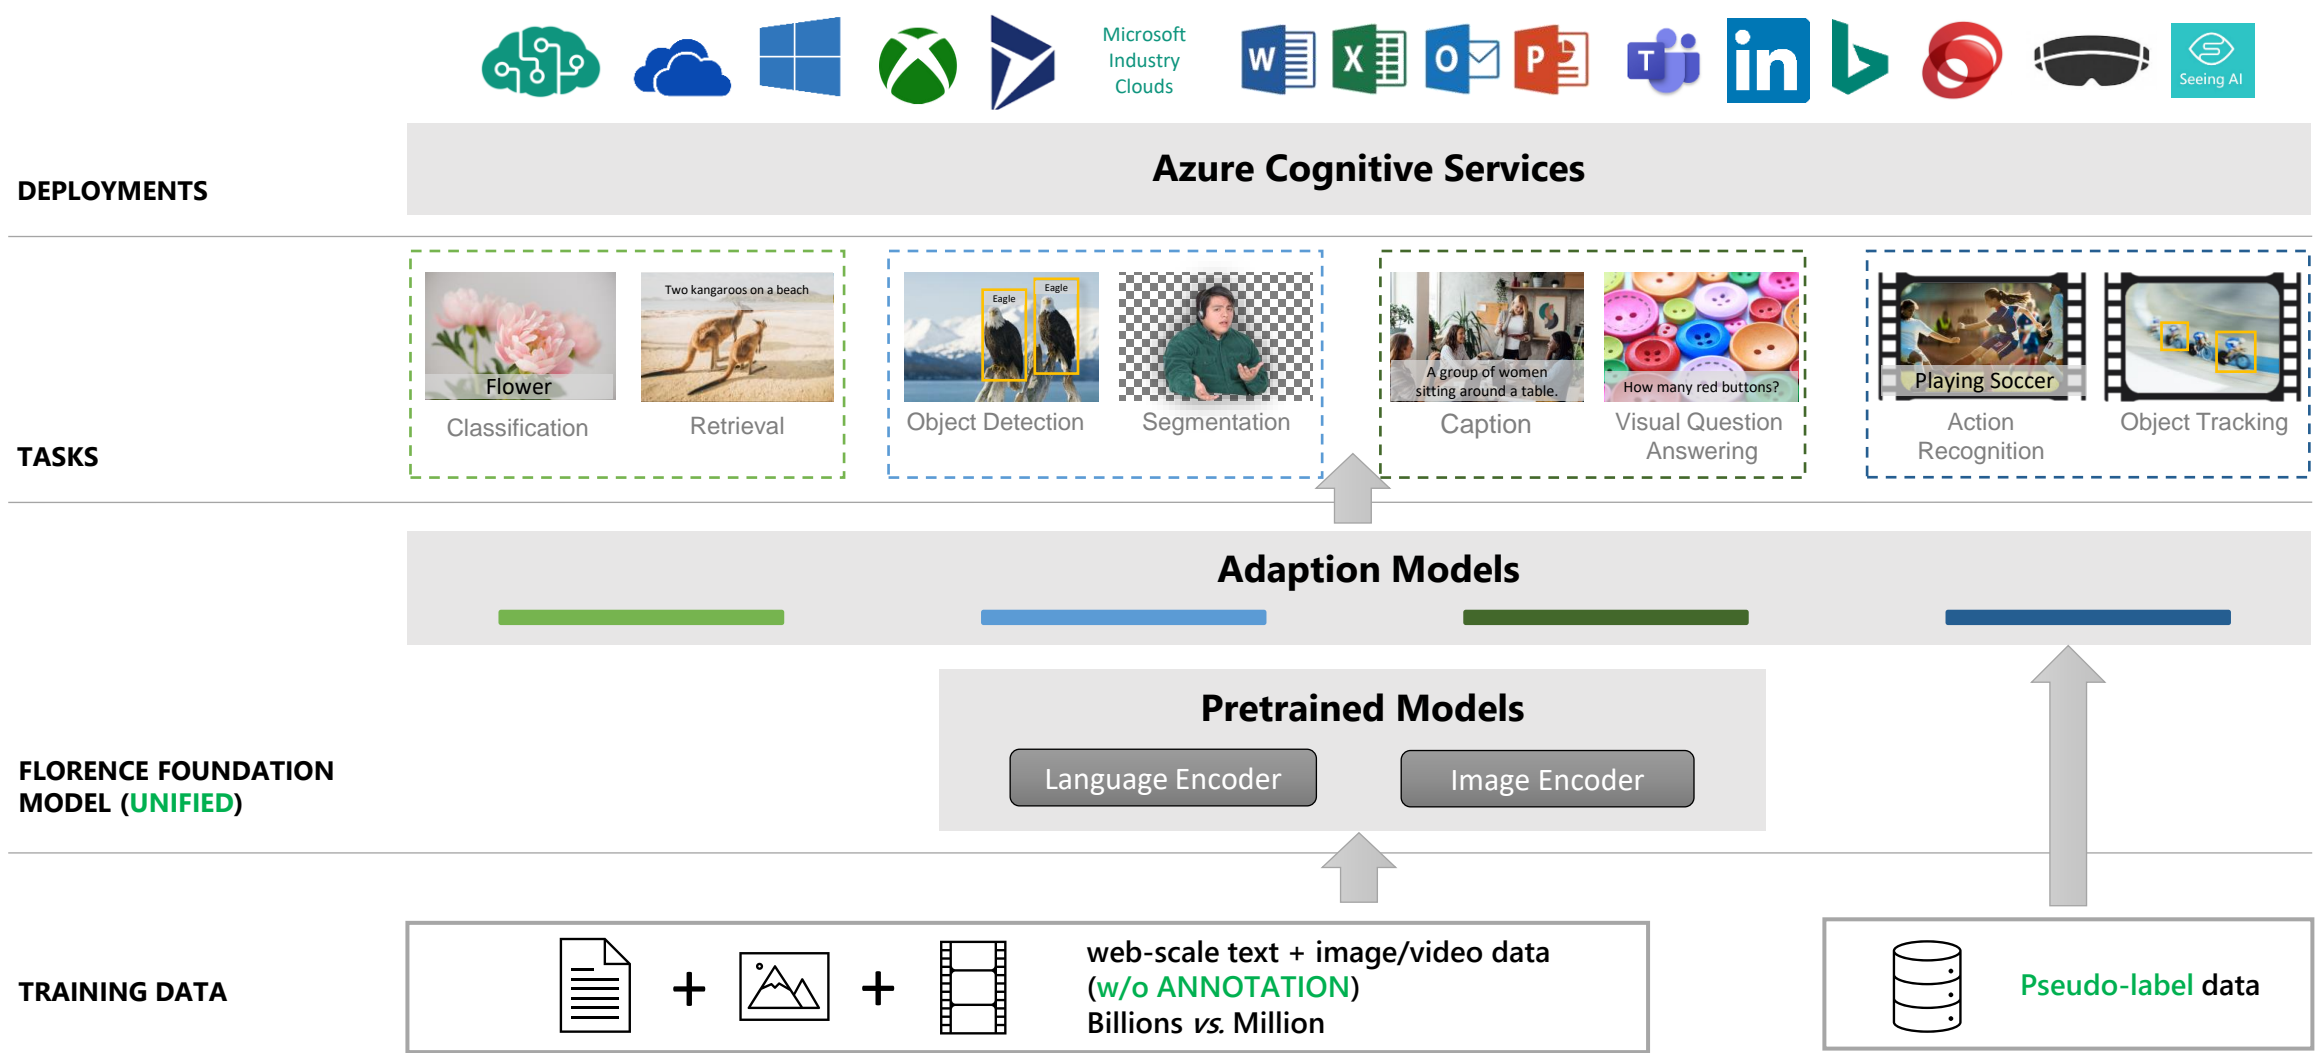 Microsoft
Industry
Clouds
W
X
O
P
T
in
Seeing AI
DEPLOYMENTS
Azure Cognitive Services
TASKS
Flower
Classification
Two kangaroos on a beach
Retrieval
Eagle
Eagle
Object Detection
Segmentation
A group of women
sitting around a table.
Caption
How many red buttons?
Visual Question
Answering
Playing Soccer
Action
Recognition
Object Tracking
Adaption Models
FLORENCE FOUNDATION
MODEL (UNIFIED)
Pretrained Models
Language Encoder
Image Encoder
TRAINING DATA
+
+
web-scale text + image/video data
(w/o ANNOTATION)
Billions vs. Million
Pseudo-label data